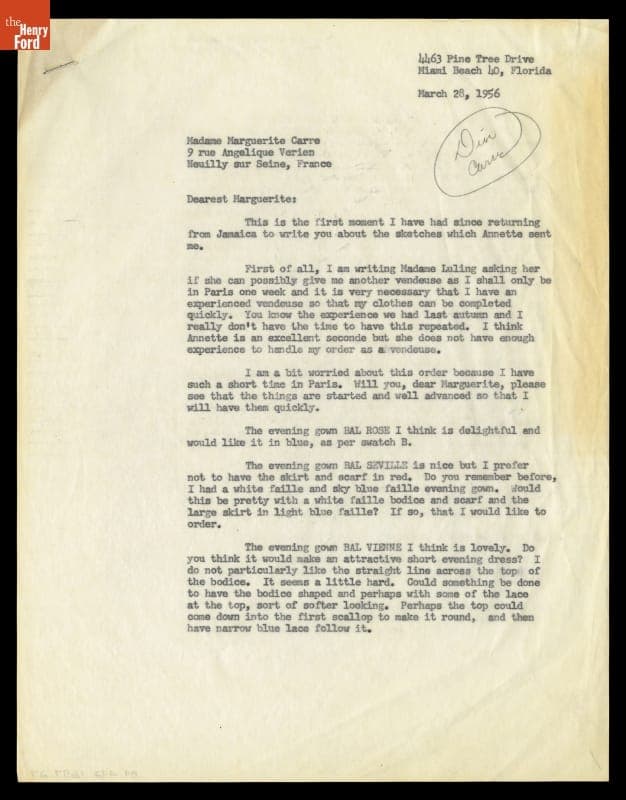 the
Henry
Ford
4463 Pine Tree Drive
Miami Beach 40, Florida
March 28, 1956
Madame Marguerite Carre
9 rue Angelique Verien
Neuilly sur Seine, France
Dearest Marguerite:
This is the first moment I have had since returning
from Jamaica to write you about the sketches which Annette sent
me.
First of all, I am writing Madame Luling asking her
if she can possibly give me another vendeuse as I shall only be
in Paris one week and it is very necessary that I have an
experienced vendeuse so that my clothes can be completed
quickly. You know the experience we had last autumn and I
really don't have the time to have this repeated. I think
Annette is an excellent seconde but she does not have enough
experience to handle my order as a vendeuse.
I am a bit worried about this order because I have
such a short time in Paris. Will you, dear Marguerite, please
see that the things are started and well advanced so that I
will have them quickly.
The evening gown BAL ROSE I think is delightful and
would like it in blue, as per swatch B.
The evening gown BAL SEVILLE is nice but I prefer
not to have the skirt and scarf in red. Do you remember before,
I had a white faille and sky blue faille evening gown. Would
this be pretty with a white faille bodice and scarf and the
large skirt in light blue faille? If so, that I would like to
order.
The evening gown BAL VIENNE I think is lovely. Do
you think it would make an attractive short evening dress? I
do not particularly like the straight line across the top of
the bodice. It seems a little hard. Could something be done
to have the bodice shaped and perhaps with some of the lace
at the top, sort of softer looking. Perhaps the top could
come down into the first scallop to make it round, and then
have narrow blue lace follow it.